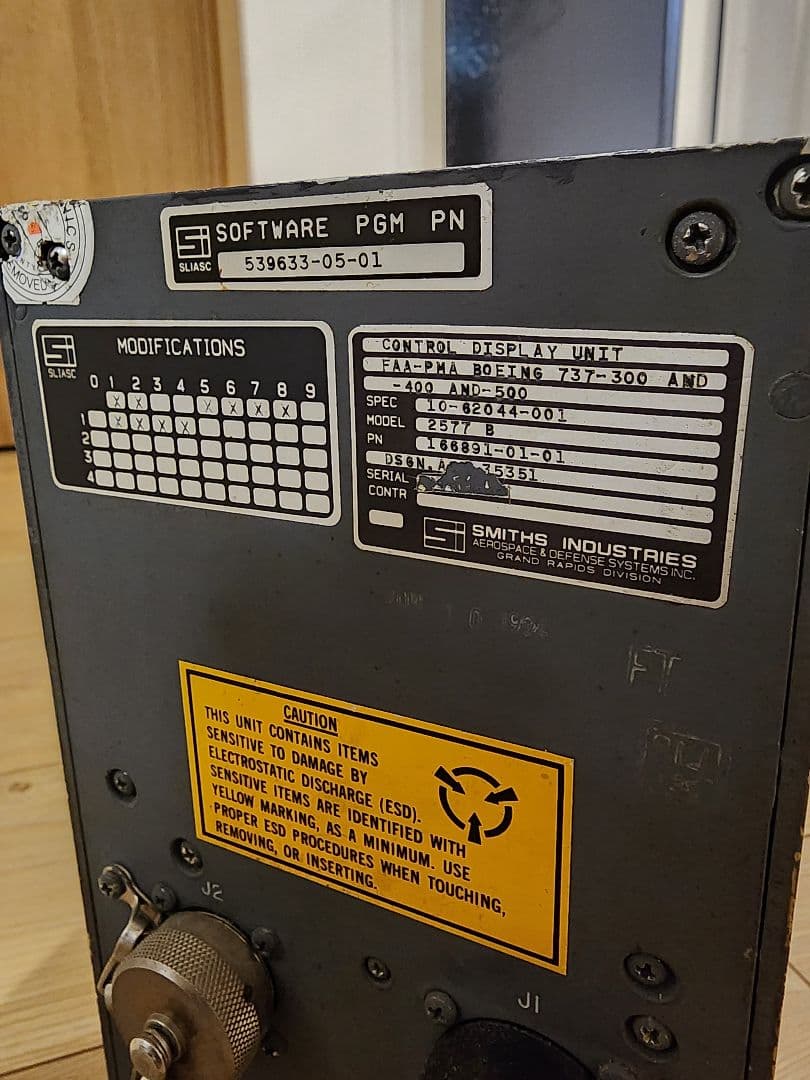 SOFTWARE PGM PN
Si
SLIASC
539633-05-01
MOVED
Si
SLIASC
MODIFICATIONS
0 1 2 3 4 5 6 7 8 9
X X X X X X
1 X X X X
2
3
4
CONTROL DISPLAY UNIT
FAA-PMA BOEING 737-300 AND
-400 AND-500
SPEC 10-62044-001
MODEL 2577 B
PN 166891-01-01
DSGN. 35351
SERIAL
CONTR
Si SMITHS INDUSTRIES
AEROSPACE & DEFENSE SYSTEMS INC.
GRAND RAPIDS DIVISION
FT
CAUTION
THIS UNIT CONTAINS ITEMS
SENSITIVE TO DAMAGE BY
ELECTROSTATIC DISCHARGE (ESD).
SENSITIVE ITEMS ARE IDENTIFIED WITH
YELLOW MARKING, AS A MINIMUM. USE
PROPER ESD PROCEDURES WHEN TOUCHING,
REMOVING, OR INSERTING.
J2
J1